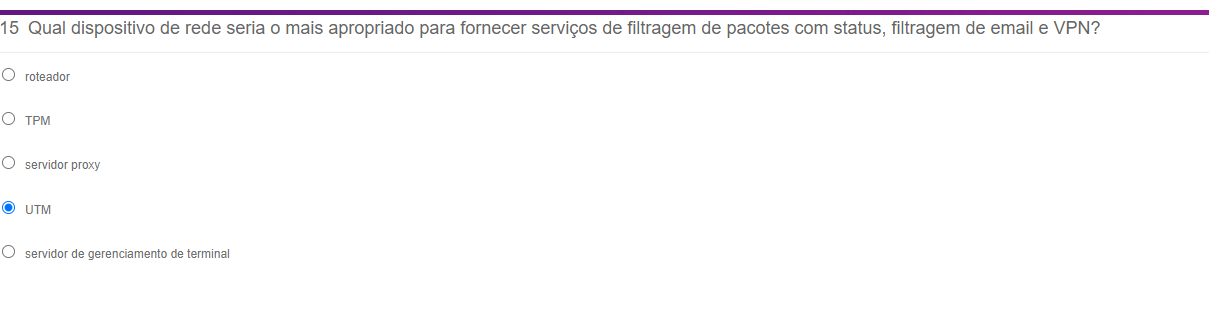 15 Qual dispositivo de rede seria o mais apropriado para fornecer serviços de filtragem de pacotes com status, filtragem de email e VPN?
roteador
TPM
servidor proxy
UTM
servidor de gerenciamento de terminal